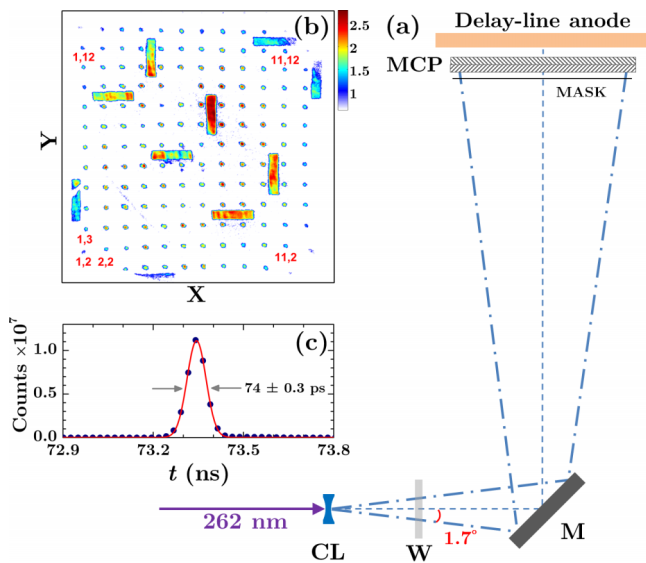 (b)
2.5
2
1.5
1
1,12
11,12
1,3
1,2 2,2
11,2
Y
X
(a)
Delay-line anode
MCP
MASK
(c)
Counts ×10⁷
1.0
0.5
0.0
74 ± 0.3 ps
72.9 73.2 73.5 73.8
t (ns)
262 nm
CL
W
1.7°
M